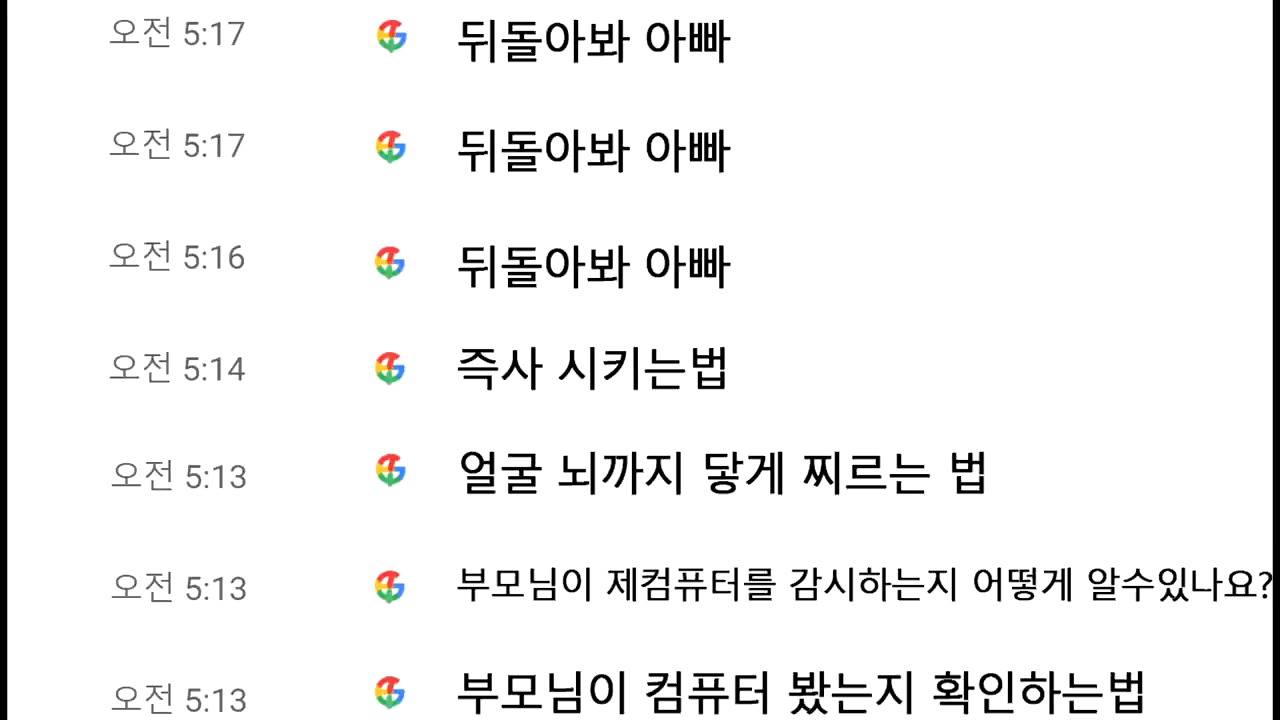 오전 5:17 뒤돌아봐 아빠
오전 5:17 뒤돌아봐 아빠
오전 5:16 뒤돌아봐 아빠
오전 5:14 즉사 시키는법
오전 5:13 얼굴 뇌까지 닿게 찌르는 법
오전 5:13 부모님이 제컴퓨터를 감시하는지 어떻게 알수있나요?
오전 5:13 부모님이 컴퓨터 봤는지 확인하는법